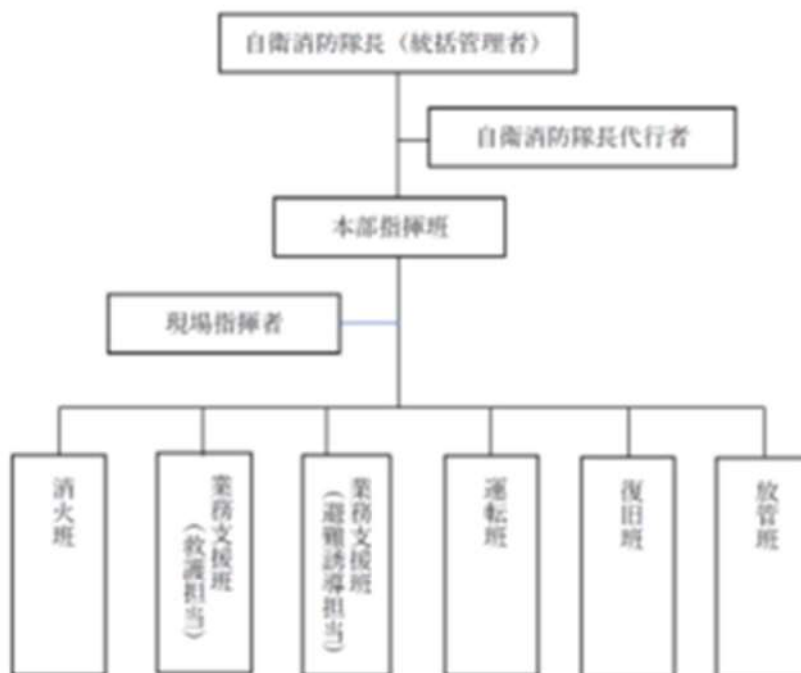 自衛消防隊長（統括管理者）
自衛消防隊長代行者
本部指揮班
現場指揮者
消火班
業務支援班
（救護担当）
業務支援班
（避難誘導担当）
運転班
復旧班
放管班